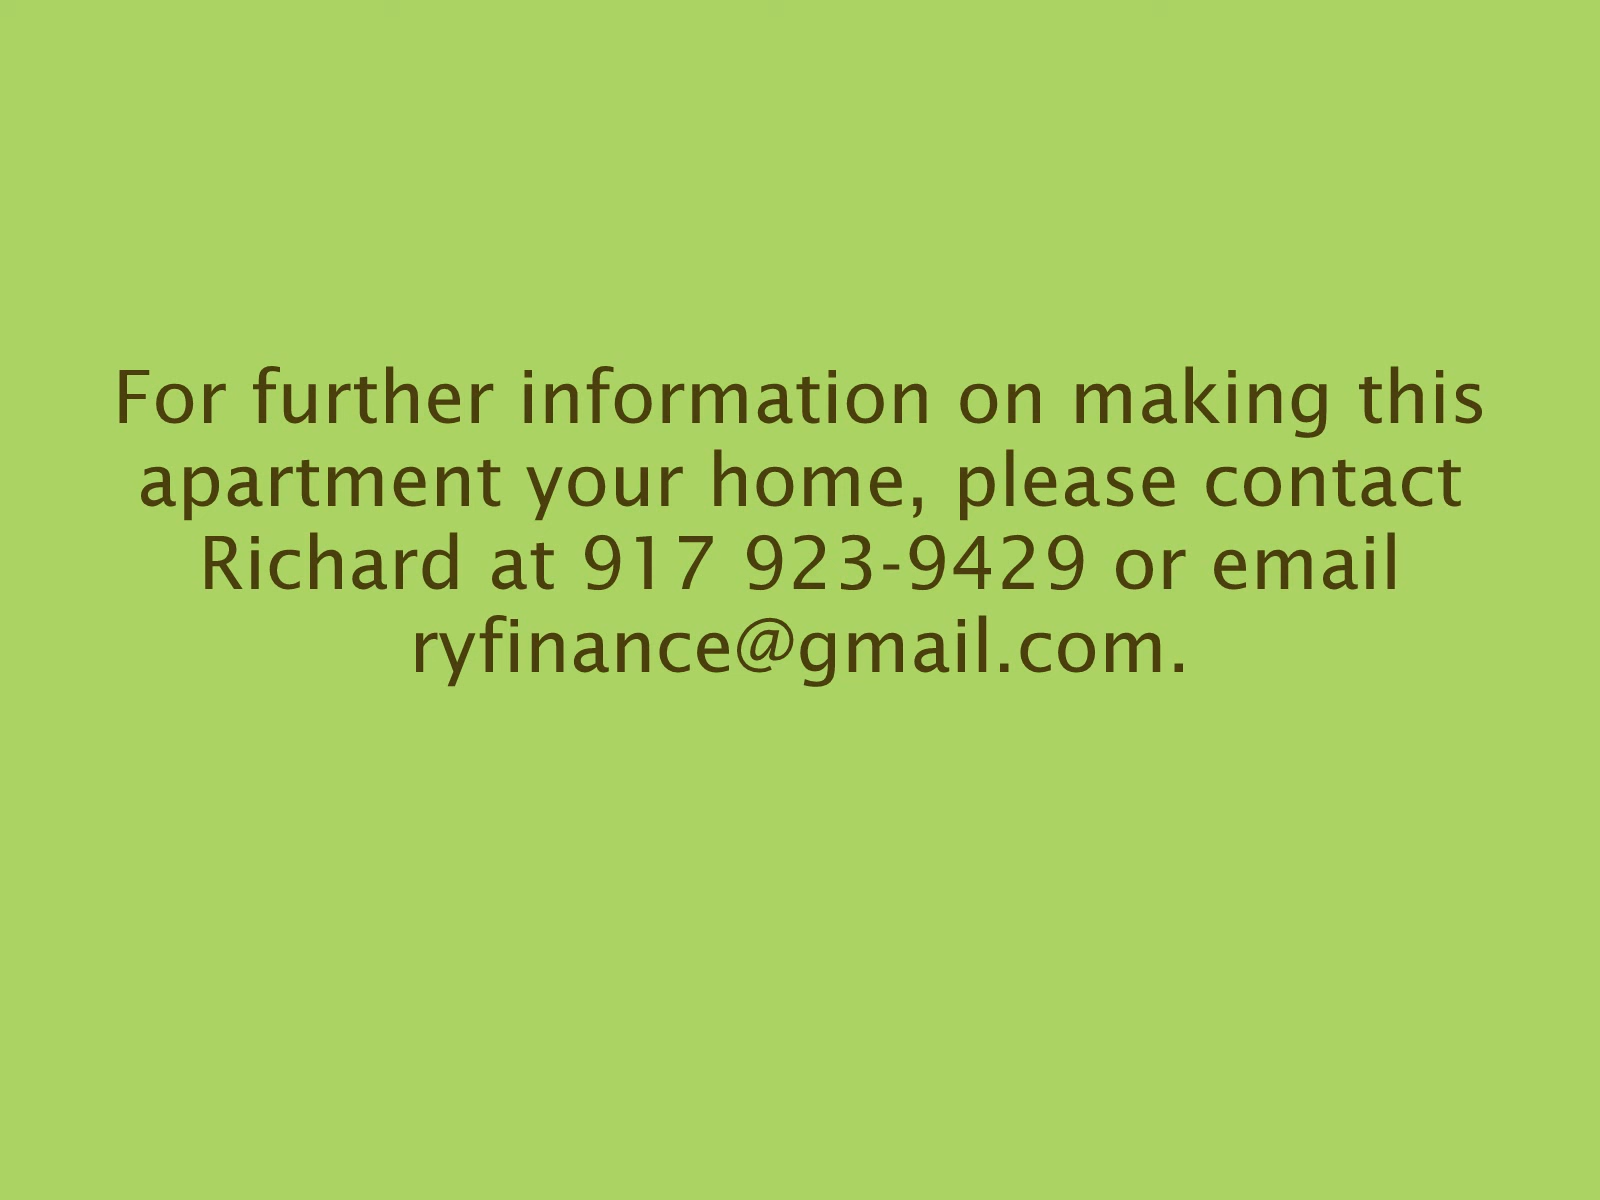 For further information on making this
apartment your home, please contact
Richard at 917 923-9429 or email
ryfinance@gmail.com.